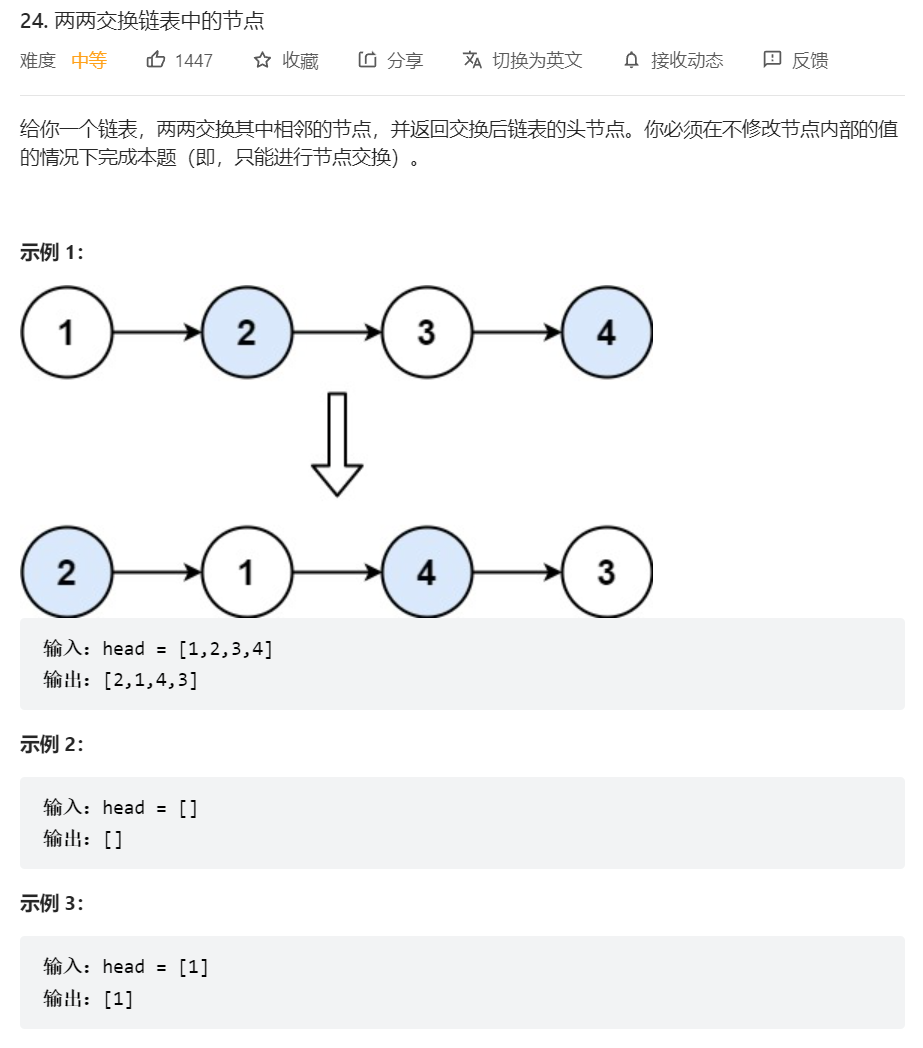 24. 两两交换链表中的节点
难度 中等 1447 收藏 分享 切换为英文 接收动态 反馈
给你一个链表，两两交换其中相邻的节点，并返回交换后链表的头节点。你必须在不修改节点内部的值
的情况下完成本题（即，只能进行节点交换）。
示例 1：
1 2 3 4
2 1 4 3
输入：head = [1,2,3,4]
输出：[2,1,4,3]
示例 2：
输入：head = []
输出：[]
示例 3：
输入：head = [1]
输出：[1]